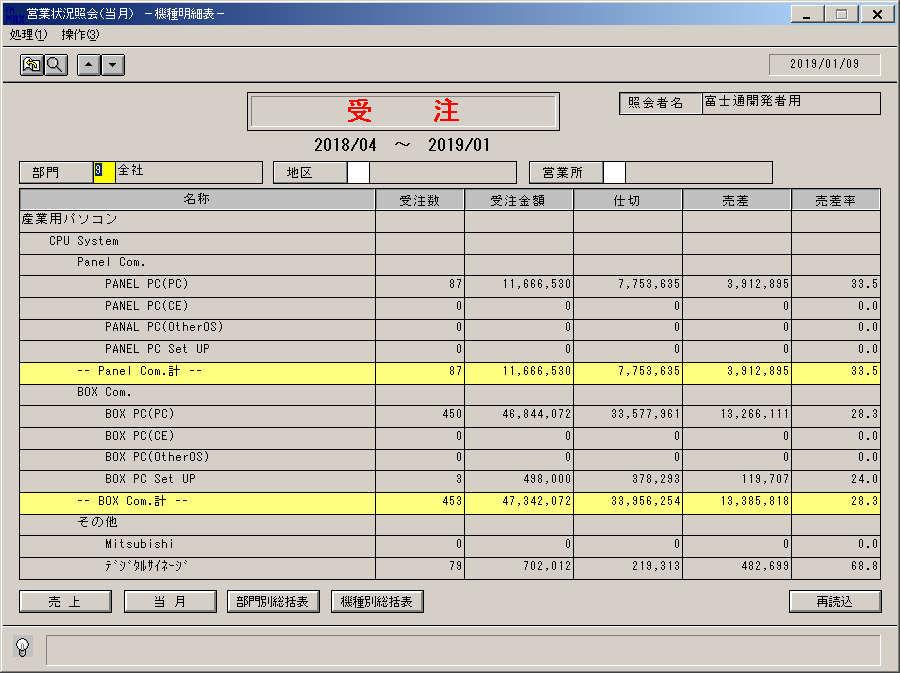 営業状況照会(当月) －機種明細表－
処理(1) 操作(3)
2019/01/09
受 注
照会者名 富士通開発者用
2018/04 ～ 2019/01
部門 9 全社 地区 営業所
名称 受注数 受注金額 仕切 売差 売差率
産業用パソコン
CPU System
Panel Com.
PANEL PC(PC) 87 11,666,530 7,753,635 3,912,895 33.5
PANEL PC(CE) 0 0 0 0 0.0
PANAL PC(OtherOS) 0 0 0 0 0.0
PANEL PC Set UP 0 0 0 0 0.0
-- Panel Com.計 -- 87 11,666,530 7,753,635 3,912,895 33.5
BOX Com.
BOX PC(PC) 450 46,844,072 33,577,961 13,266,111 28.3
BOX PC(CE) 0 0 0 0 0.0
BOX PC(OtherOS) 0 0 0 0 0.0
BOX PC Set UP 3 498,000 378,293 119,707 24.0
-- BOX Com.計 -- 453 47,342,072 33,956,254 13,385,818 28.3
その他
Mitsubishi 0 0 0 0 0.0
ﾃﾞｼﾞﾀﾙｻｲﾈｰｼﾞ 79 702,012 219,313 482,699 68.8
売 上 当 月 部門別総括表 機種別総括表 再読込